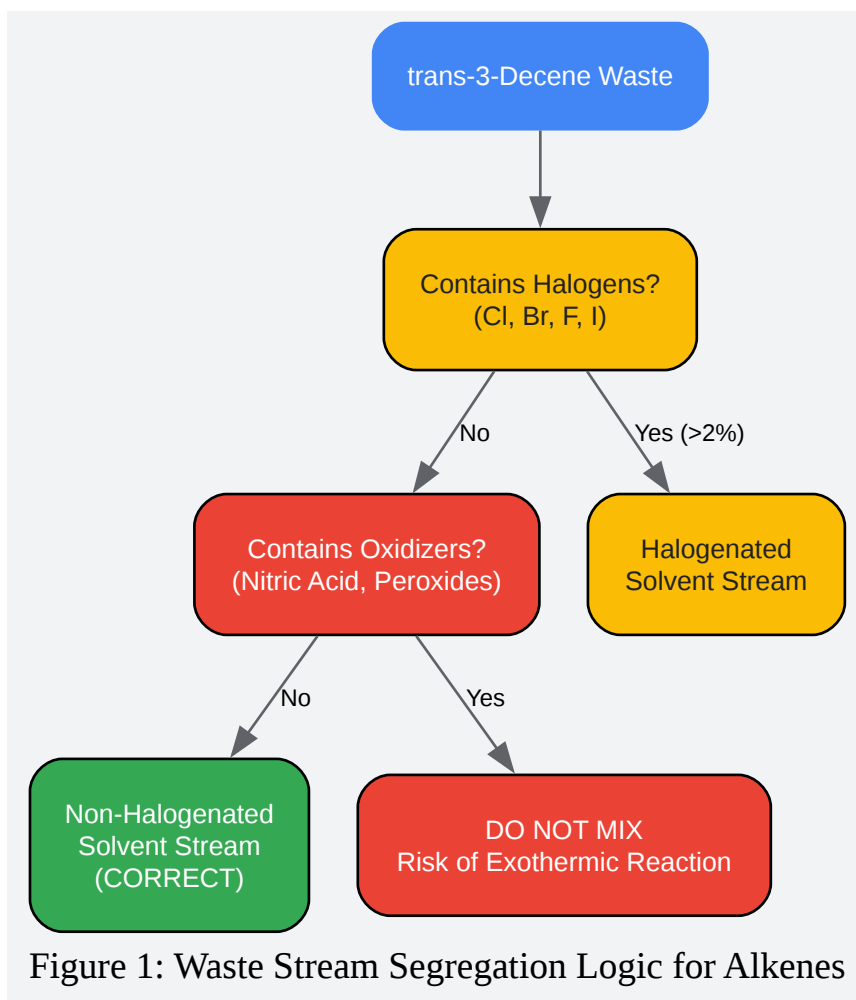 trans-3-Decene Waste
Contains Halogens?
(Cl, Br, F, I)
No
Yes (>2%)
Contains Oxidizers?
(Nitric Acid, Peroxides)
Halogenated
Solvent Stream
No
Yes
Non-Halogenated
Solvent Stream
(CORRECT)
DO NOT MIX
Risk of Exothermic Reaction
Figure 1: Waste Stream Segregation Logic for Alkenes